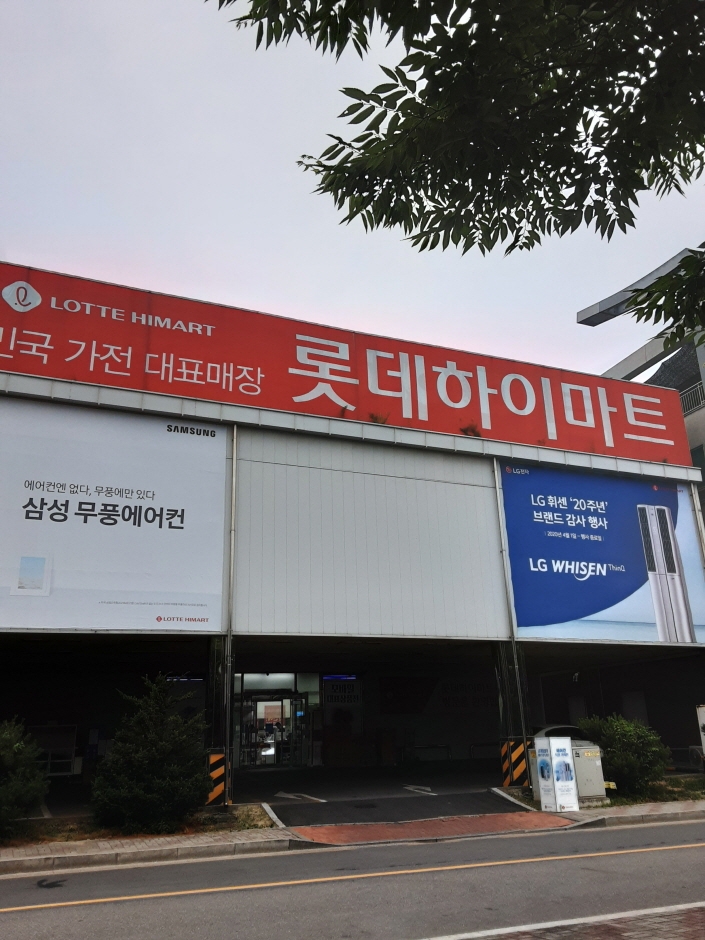 LOTTE HIMART
민국 가전 대표매장
롯데하이마트
SAMSUNG
에어컨엔 없다, 무풍에만 있다
삼성 무풍에어컨
LOTTE HIMART
LG전자
LG 휘센 '20주년'
브랜드 감사 행사
LG WHISEN ThinQ